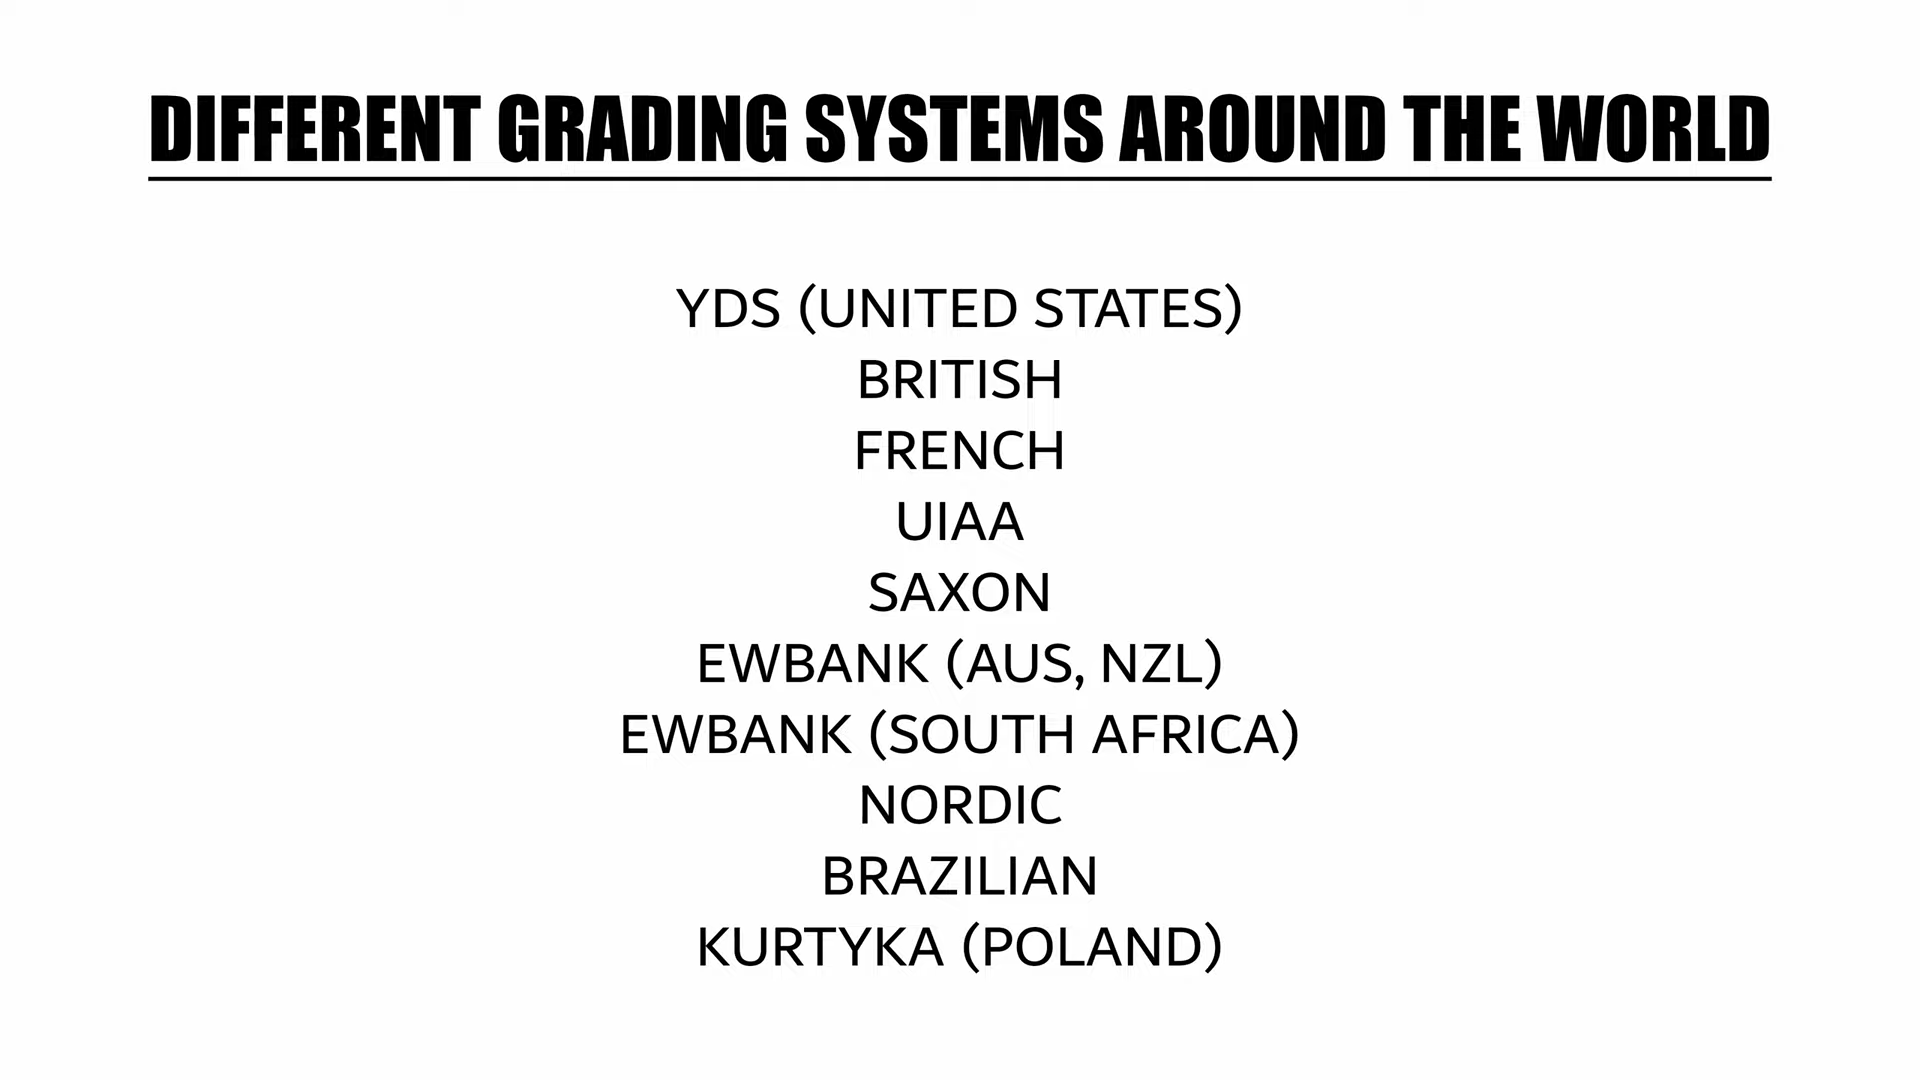 DIFFERENT GRADING SYSTEMS AROUND THE WORLD
YDS (UNITED STATES)
BRITISH
FRENCH
UIAA
SAXON
EWBANK (AUS, NZL)
EWBANK (SOUTH AFRICA)
NORDIC
BRAZILIAN
KURTYKA (POLAND)